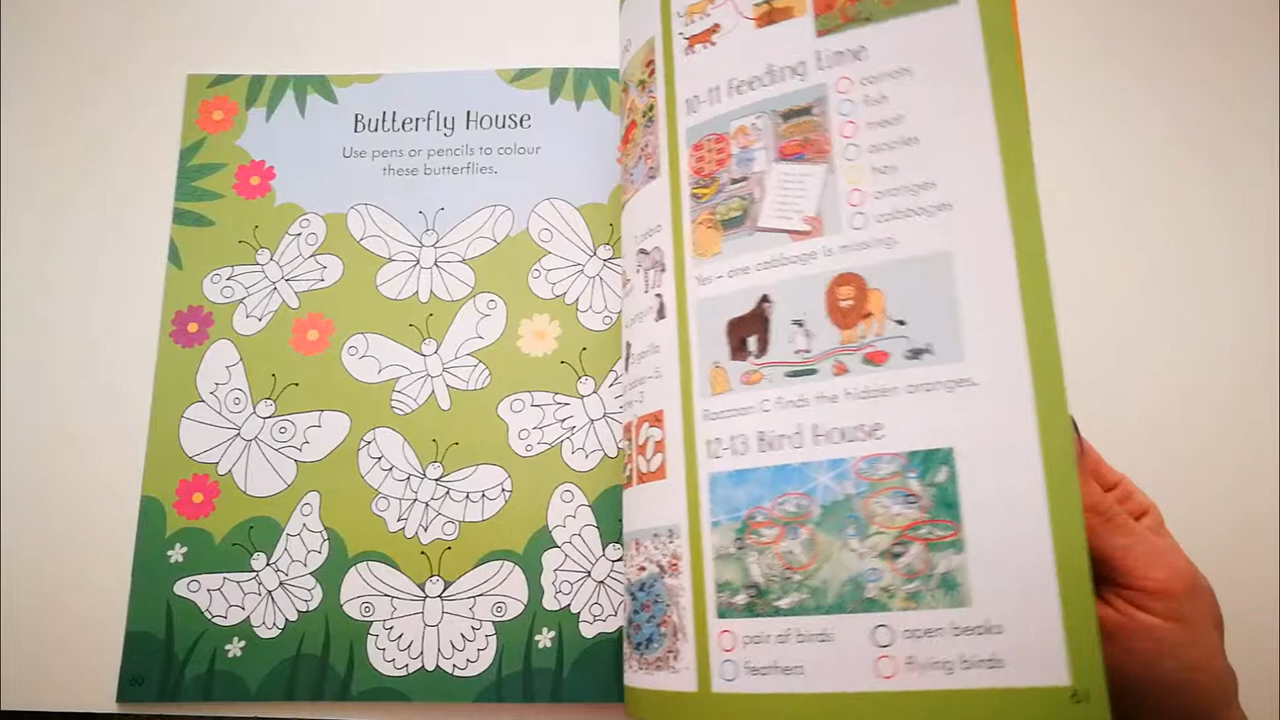 Butterfly House
Use pens or pencils to colour
these butterflies.
60
10-11 Feeding time
carrots
fish
meat
apples
hay
oranges
cabbages
Yes – one cabbage is missing.
Raccoon C finds the hidden oranges.
12-13 Bird House
pair of birds
open beaks
feathers
flying birds
61